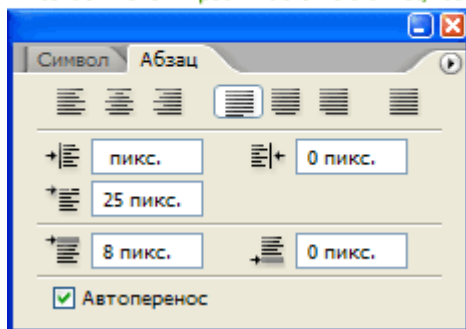 Символ Абзац
пикс. 0 пикс.
25 пикс.
8 пикс. 0 пикс.
Автоперенос